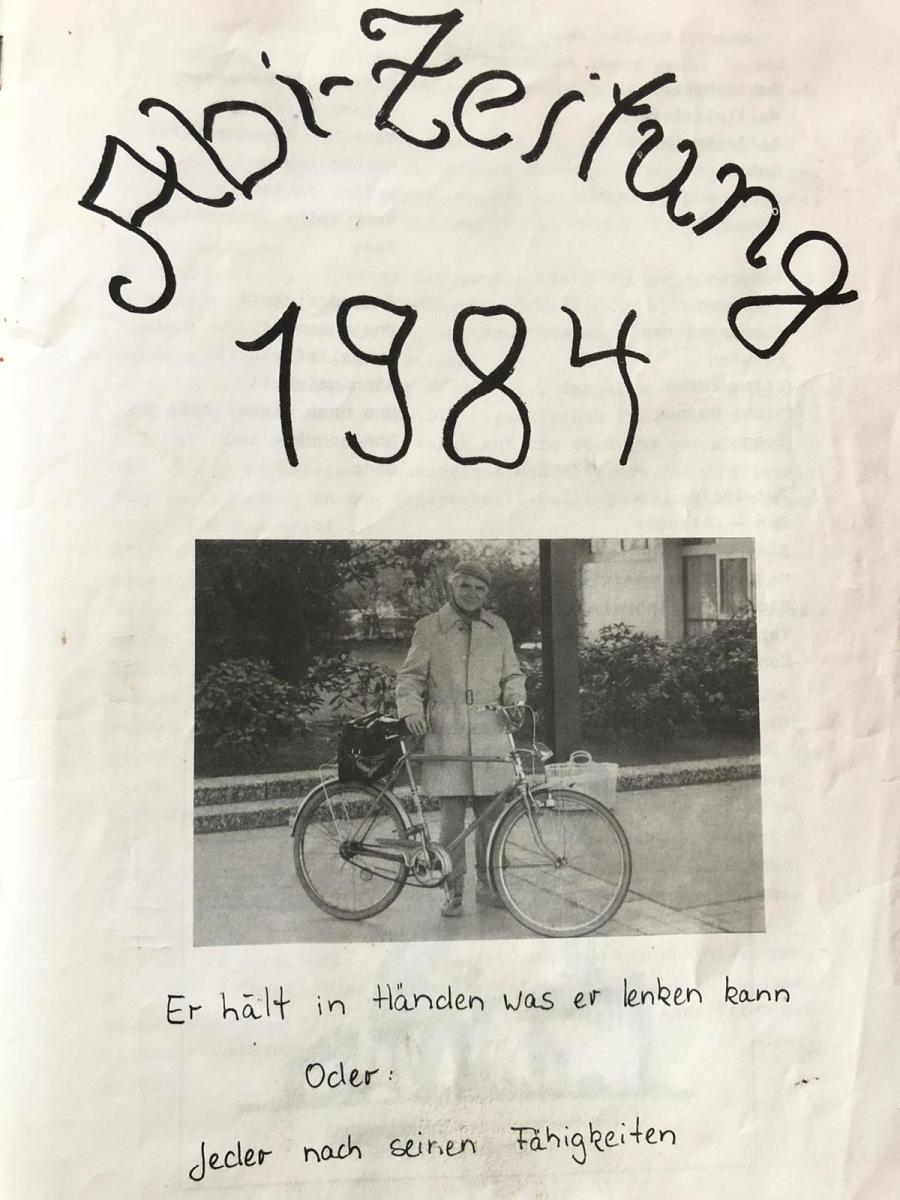 Abi-Zeitung
1984
Er hält in Händen was er lenken kann
Oder:
Jeder nach seinen Fähigkeiten